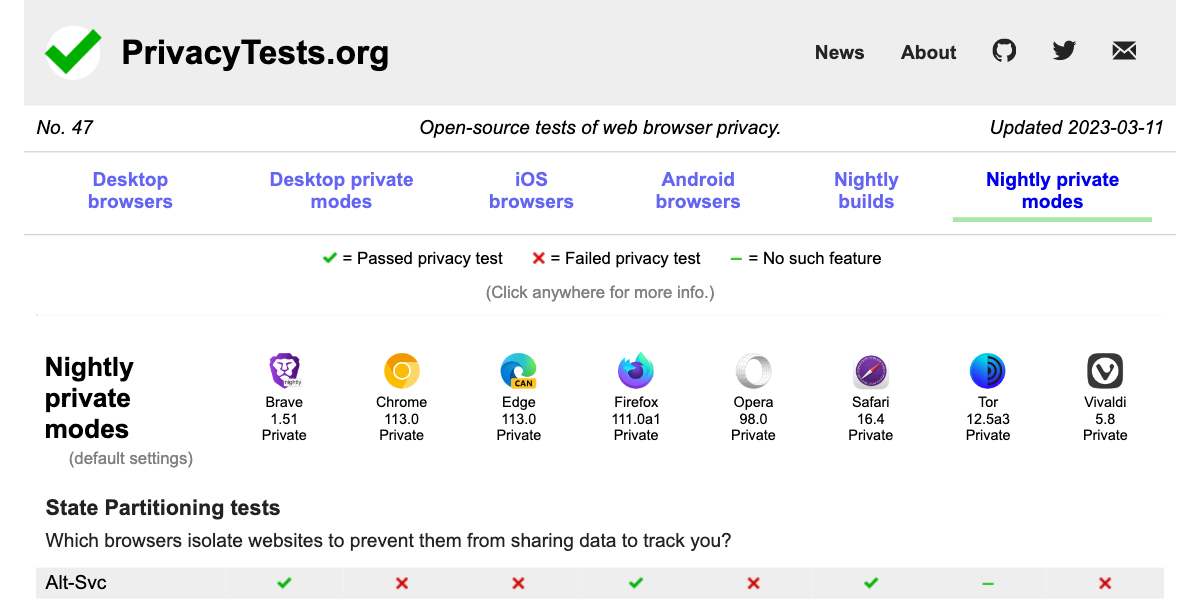 PrivacyTests.org
News About
No. 47 Open-source tests of web browser privacy. Updated 2023-03-11
Desktop browsers
Desktop private modes
iOS browsers
Android browsers
Nightly builds
Nightly private modes
= Passed privacy test = Failed privacy test = No such feature
(Click anywhere for more info.)
Nightly private modes
(default settings)
nightly
Brave 1.51 Private
Chrome 113.0 Private
CAN
Edge 113.0 Private
Firefox 111.0a1 Private
Opera 98.0 Private
Safari 16.4 Private
Tor 12.5a3 Private
Vivaldi 5.8 Private
State Partitioning tests
Which browsers isolate websites to prevent them from sharing data to track you?
Alt-Svc